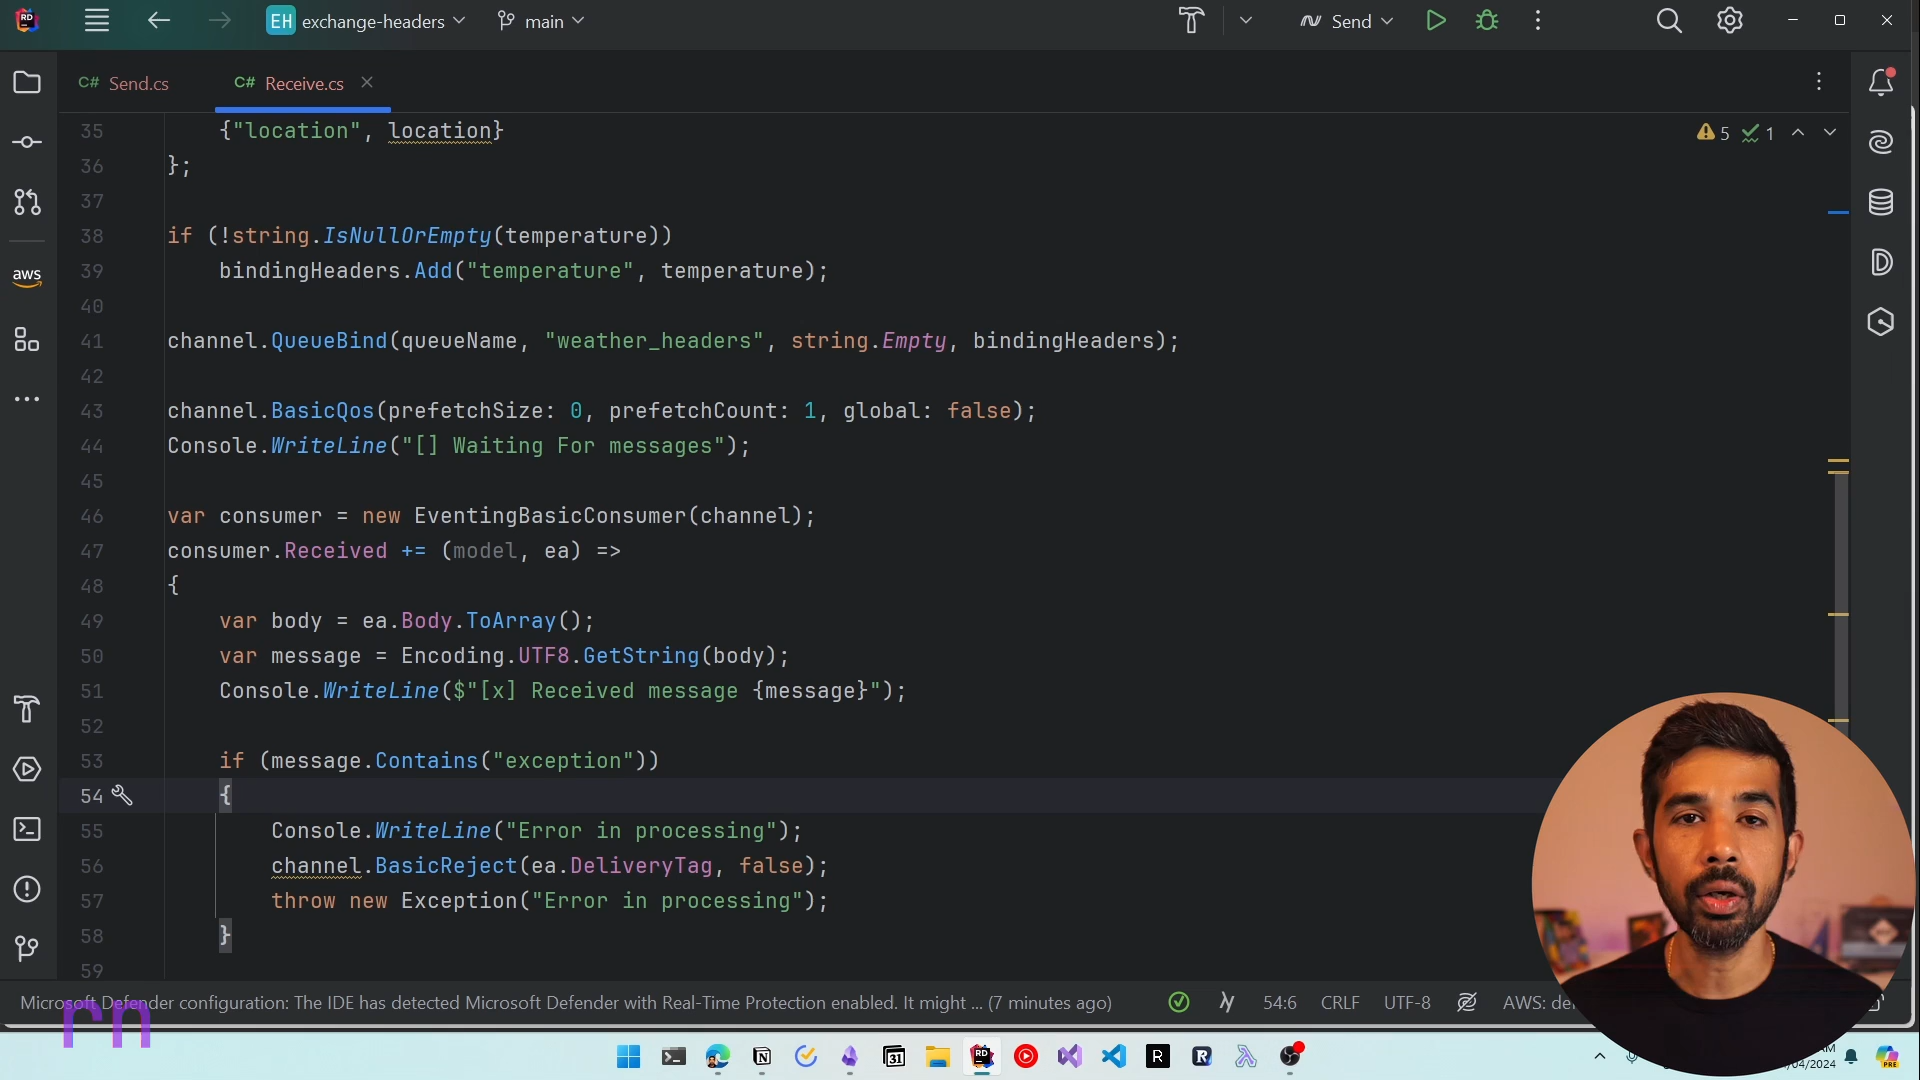 RD
EH exchange-headers main Send
C# Send.cs C# Receive.cs
35 {"location", location}
5 1
36 };
37
38 if (!string.IsNullOrEmpty(temperature))
39 bindingHeaders.Add("temperature", temperature);
40
41 channel.QueueBind(queueName, "weather_headers", string.Empty, bindingHeaders);
42
43 channel.BasicQos(prefetchSize: 0, prefetchCount: 1, global: false);
44 Console.WriteLine("[] Waiting For messages");
45
46 var consumer = new EventingBasicConsumer(channel);
47 consumer.Received += (model, ea) =>
48 {
49 var body = ea.Body.ToArray();
50 var message = Encoding.UTF8.GetString(body);
51 Console.WriteLine($"[x] Received message {message}");
52
53 if (message.Contains("exception"))
54 {
55 Console.WriteLine("Error in processing");
56 channel.BasicReject(ea.DeliveryTag, false);
57 throw new Exception("Error in processing");
58 }
59
aws
Microsoft Defender configuration: The IDE has detected Microsoft Defender with Real-Time Protection enabled. It might ... (7 minutes ago) 54:6 CRLF UTF-8 AWS:
rn
31 RD R R PRE